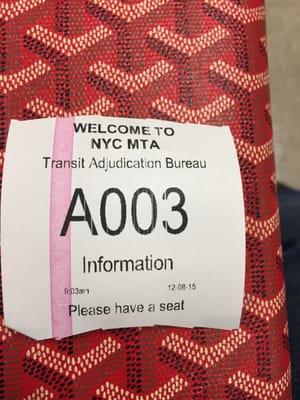 WELCOME TO
NYC MTA
Transit Adjudication Bureau
A003
Information
9:03am 12-08-15
Please have a seat